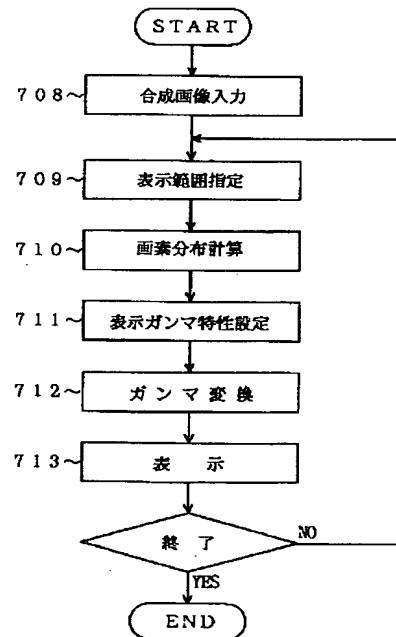 START
708~ 合成画像入力
709~ 表示範囲指定
710~ 画素分布計算
711~ 表示ガンマ特性設定
712~ ガンマ変換
713~ 表示
終了 NO
YES
END